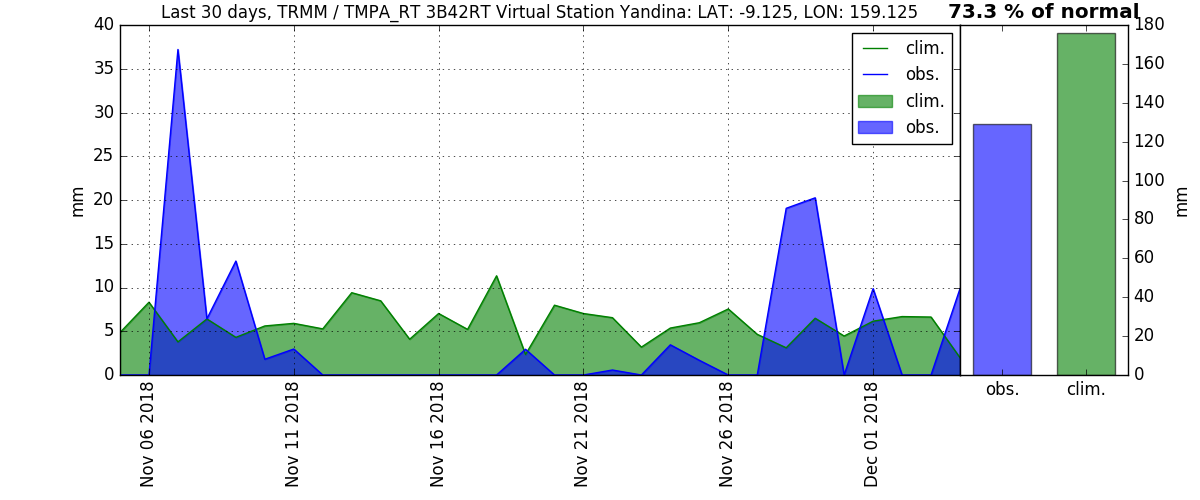 Last 30 days, TRMM / TMPA_RT 3B42RT Virtual Station Yandina: LAT: -9.125, LON: 159.125
73.3 % of normal
40
35
30
25
20
15
10
5
0
mm
clim.
obs.
clim.
obs.
Nov 06 2018
Nov 11 2018
Nov 16 2018
Nov 21 2018
Nov 26 2018
Dec 01 2018
180
160
140
120
100
80
60
40
20
0
mm
obs.
clim.